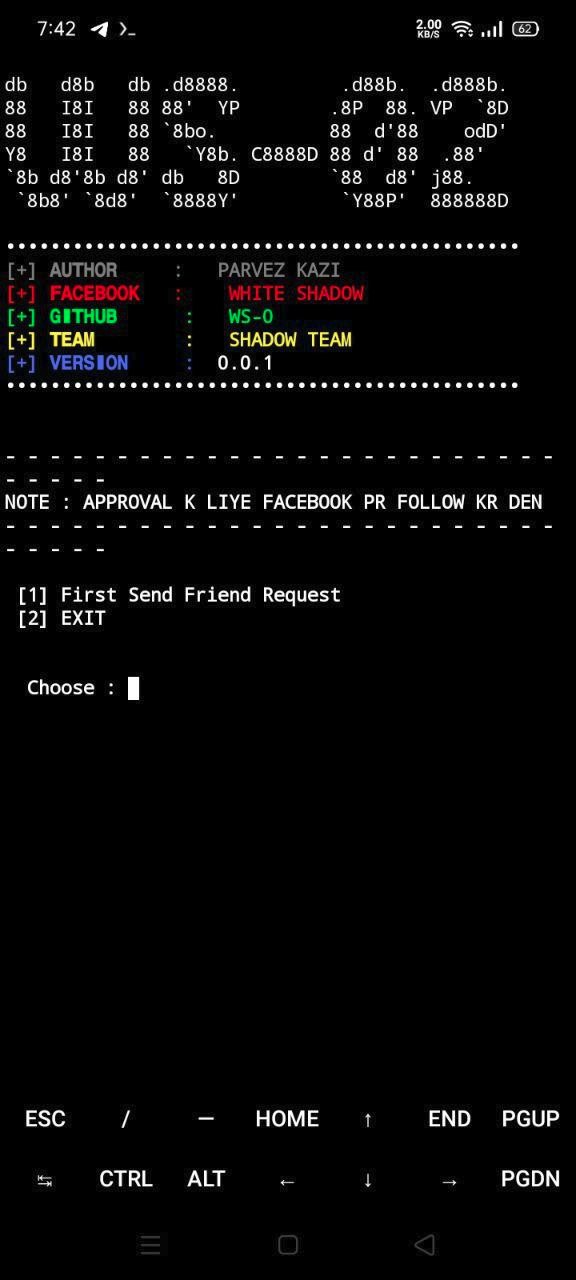 7:42 >_ 2.00 KB/S 62
db   d8b   db .d8888.         .d88b.  .d888b.
88   I8I   88 88'  YP        .8P  88. VP  `8D
88   I8I   88 `8bo.          88  d'88    odD'
Y8   I8I   88   `Y8b. C8888D 88 d' 88  .88'
`8b d8'8b d8' db   8D        `88  d8' j88.
 `8b8' `8d8'  `8888Y'         `Y88P'  888888D
••••••••••••••••••••••••••••••••••••••••••••••
[+] AUTHOR : PARVEZ KAZI
[+] FACEBOOK : WHITE SHADOW
[+] GITHUB : WS-O
[+] TEAM : SHADOW TEAM
[+] VERSION : 0.0.1
••••••••••••••••••••••••••••••••••••••••••••••
- - - - - - - - - - - - - - - - - - - - - - - - -
- - - - -
NOTE : APPROVAL K LIYE FACEBOOK PR FOLLOW KR DEN
- - - - - - - - - - - - - - - - - - - - - - - - -
- - - - -
[1] First Send Friend Request
[2] EXIT
Choose :
ESC / — HOME ↑ END PGUP
↹ CTRL ALT ← ↓ → PGDN